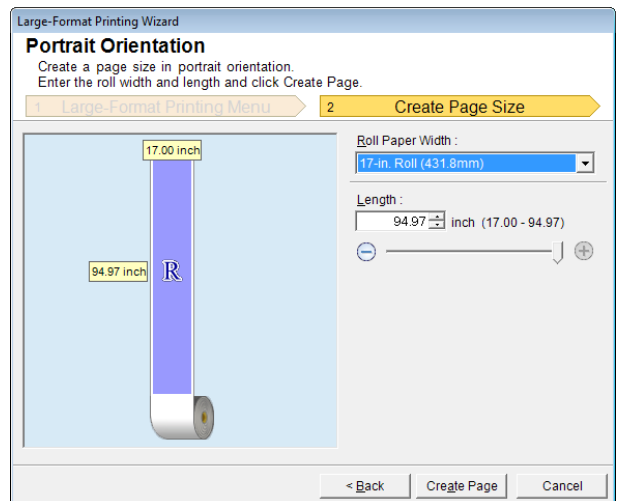 Large-Format Printing Wizard
Portrait Orientation
Create a page size in portrait orientation.
Enter the roll width and length and click Create Page.
1 Large-Format Printing Menu
2 Create Page Size
17.00 inch
94.97 inch
R
Roll Paper Width :
17-in. Roll (431.8mm)
Length :
94.97 inch (17.00 - 94.97)
< Back
Create Page
Cancel